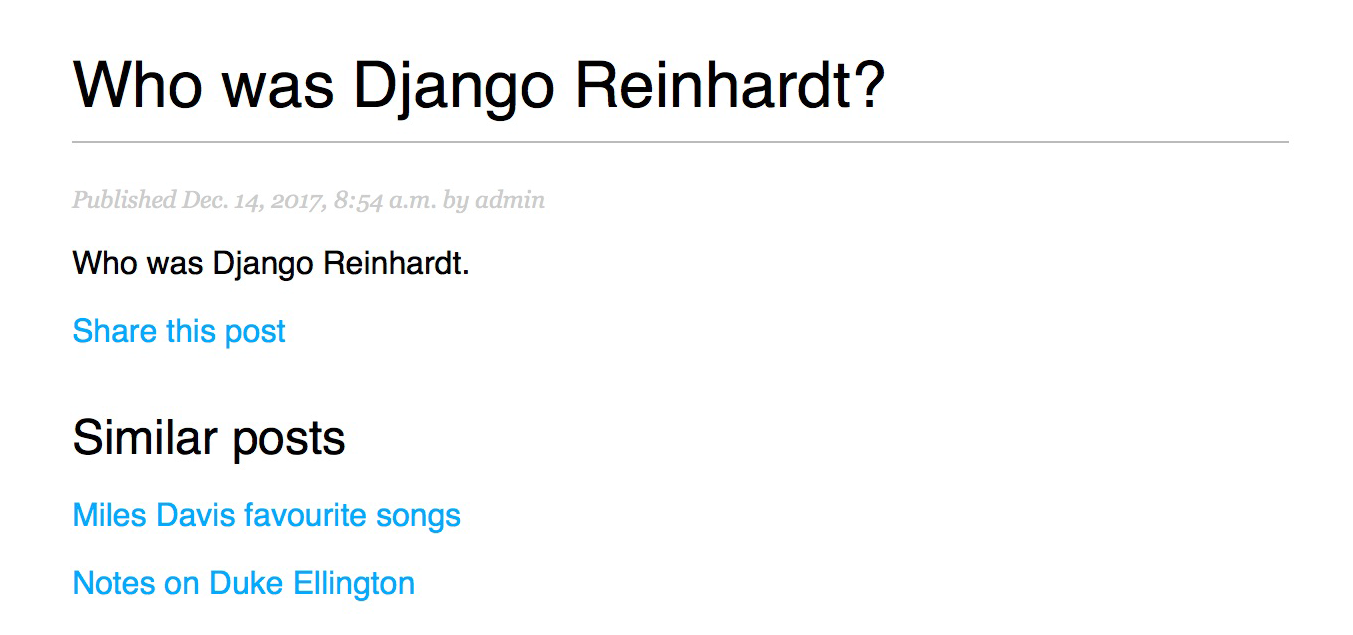 Who was Django Reinhardt?
Published Dec. 14, 2017, 8:54 a.m. by admin
Who was Django Reinhardt.
Share this post
Similar posts
Miles Davis favourite songs
Notes on Duke Ellington